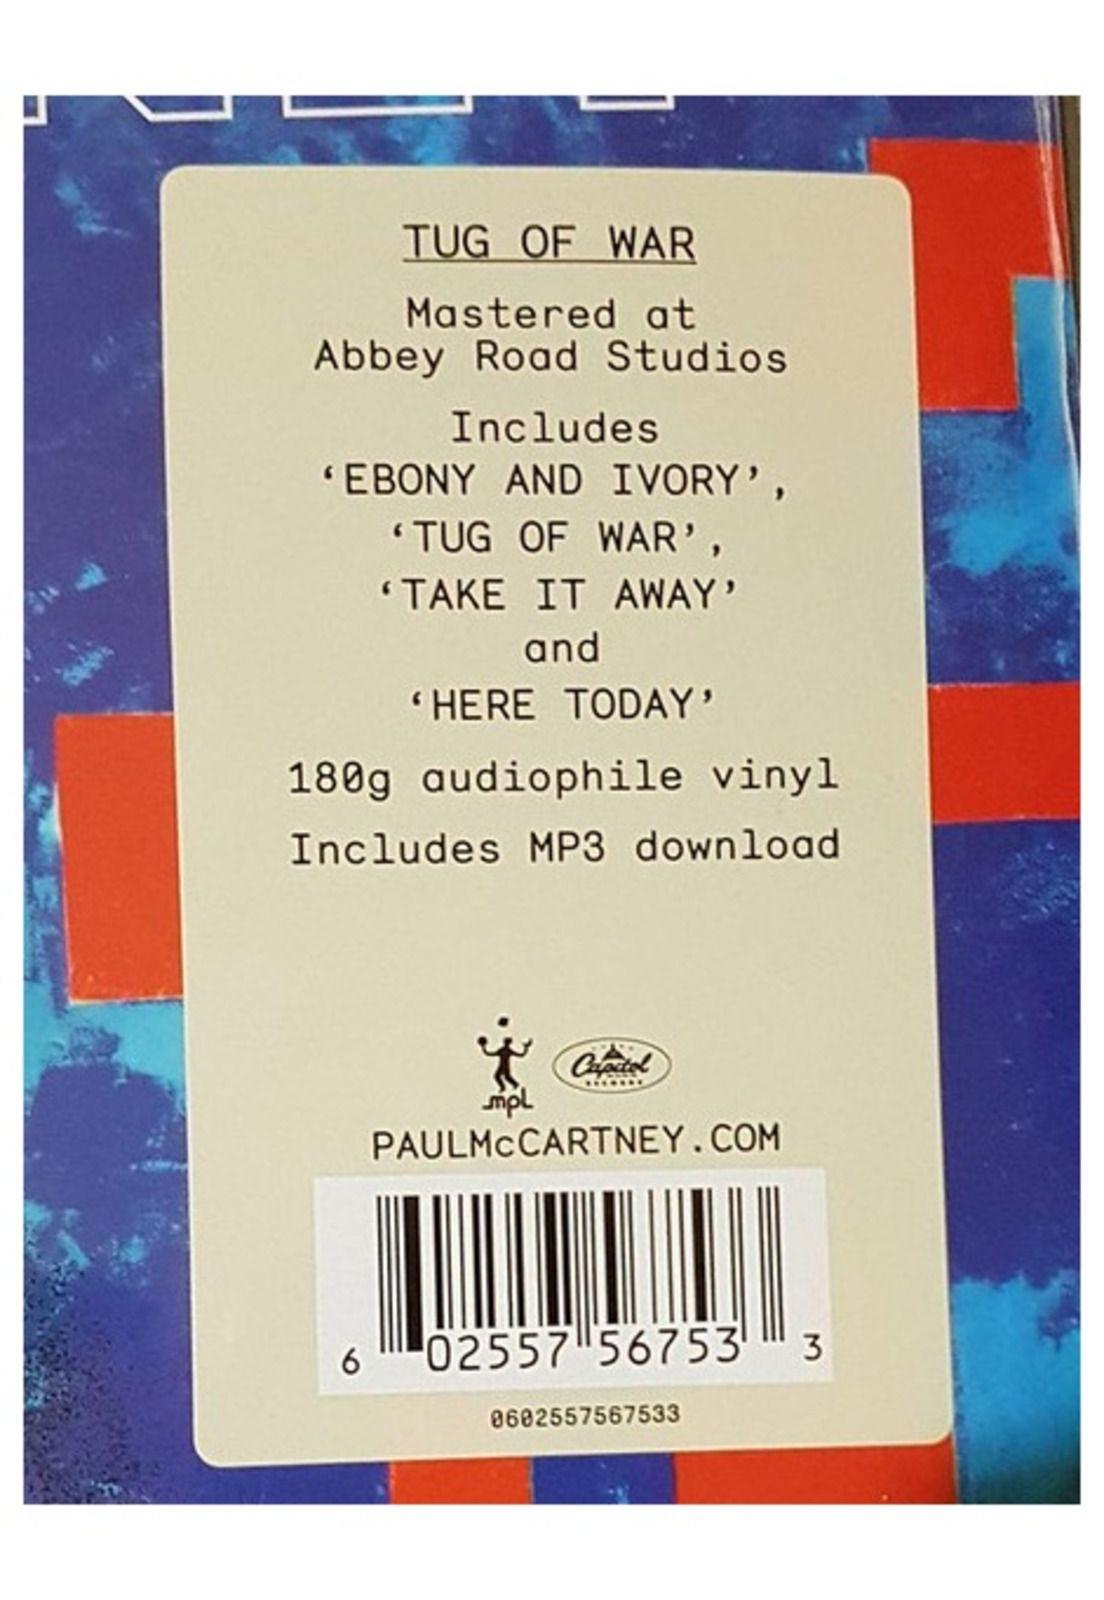 TUG OF WAR
Mastered at
Abbey Road Studios
Includes
‘EBONY AND IVORY’,
‘TUG OF WAR’,
‘TAKE IT AWAY’
and
‘HERE TODAY’
180g audiophile vinyl
Includes MP3 download
mpl
Capitol
RECORDS
PAULMcCARTNEY.COM
6 02557 56753 3
0602557567533